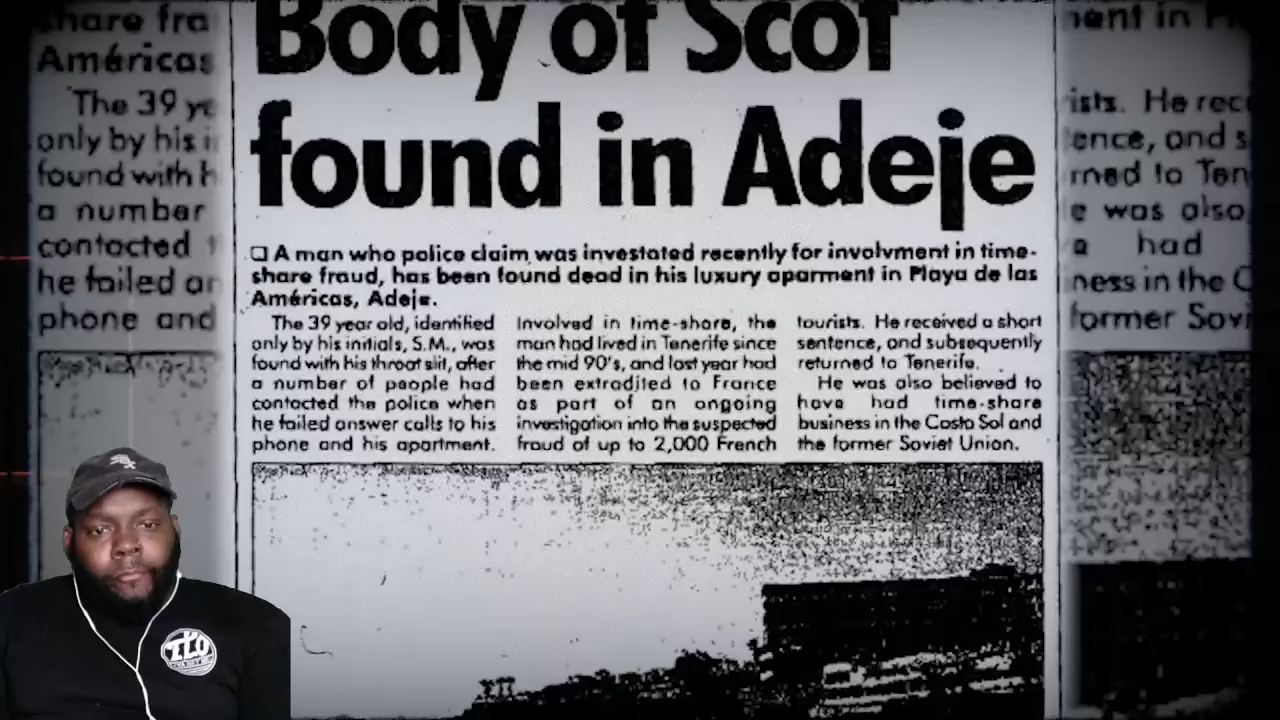 Body of Scot
found in Adeje
A man who police claim was investated recently for involvment in time-
share fraud, has been found dead in his luxury aparment in Playa de las
Américas, Adeje.
The 39 year old, identified
only by his initials, S.M., was
found with his throat slit, after
a number of people had
contacted the police when
he failed answer calls to his
phone and his apartment.
Involved in time-share, the
man had lived in Tenerife since
the mid 90's, and last year had
been extradited to France
as part of an ongoing
investigation into the suspected
fraud of up to 2,000 French
tourists. He received a short
sentence, and subsequently
returned to Tenerife.
He was also believed to
have had time-share
business in the Costa Sol and
the former Soviet Union.
share fra
Américas
The 39 ye
only by his i
found with h
a number
contacted t
he failed an
phone and
ists. He rec
ence, and s
rned to Ten
e was also
had
ness in the C
former Sovi
TLO